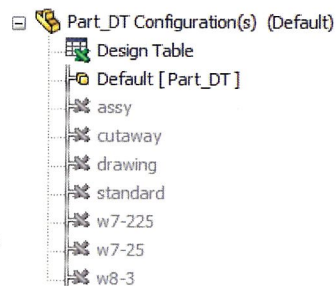 Part_DT Configuration(s) (Default)
Design Table
Default [ Part_DT ]
assy
cutaway
drawing
standard
w7-225
w7-25
w8-3